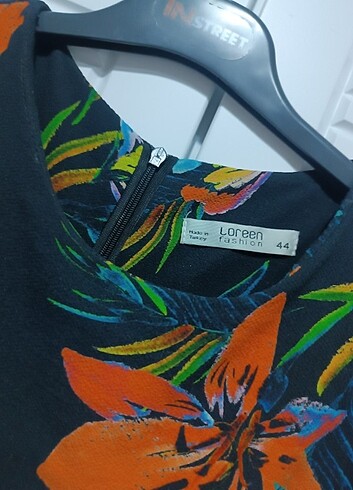 INSTREET
Made in
Turkey
Loreen
fashion
44